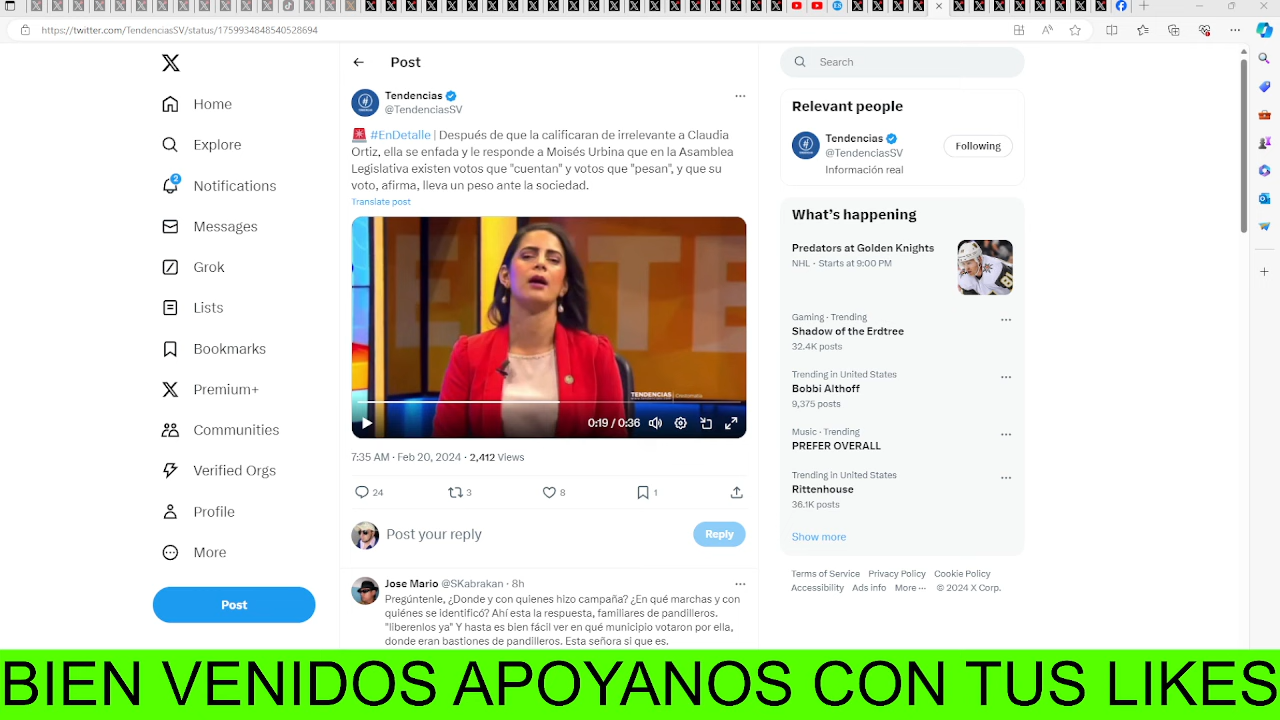 https://twitter.com/TendenciasSV/status/1759934848540528694
Home
Explore
2
Notifications
Messages
Grok
Lists
Bookmarks
Premium+
Communities
Verified Orgs
Profile
More
Post
Post
Tendencias
@TendenciasSV
#EnDetalle | Después de que la calificaran de irrelevante a Claudia
Ortiz, ella se enfada y le responde a Moisés Urbina que en la Asamblea
Legislativa existen votos que "cuentan" y votos que "pesan", y que su
voto, afirma, lleva un peso ante la sociedad.
Translate post
TENDENCIAS
0:19 / 0:36
7:35 AM · Feb 20, 2024 · 2,412 Views
24
3
8
1
Post your reply
Reply
Jose Mario @SKabrakan · 8h
Pregúntenle, ¿Donde y con quienes hizo campaña? ¿En qué marchas y con
quiénes se identificó? Ahí esta la respuesta, familiares de pandilleros.
"liberenlos ya" Y hasta es bien fácil ver en qué municipio votaron por ella,
donde eran bastiones de pandilleros. Esta señora si que es.
Search
Relevant people
Tendencias
@TendenciasSV
Following
Información real
What's happening
Predators at Golden Knights
NHL · Starts at 9:00 PM
Gaming · Trending
Shadow of the Erdtree
32.4K posts
Trending in United States
Bobbi Althoff
9,375 posts
Music · Trending
PREFER OVERALL
Trending in United States
Rittenhouse
36.1K posts
Show more
Terms of Service Privacy Policy Cookie Policy
Accessibility Ads info More ··· © 2024 X Corp.
BIEN VENIDOS APOYANOS CON TUS LIKES